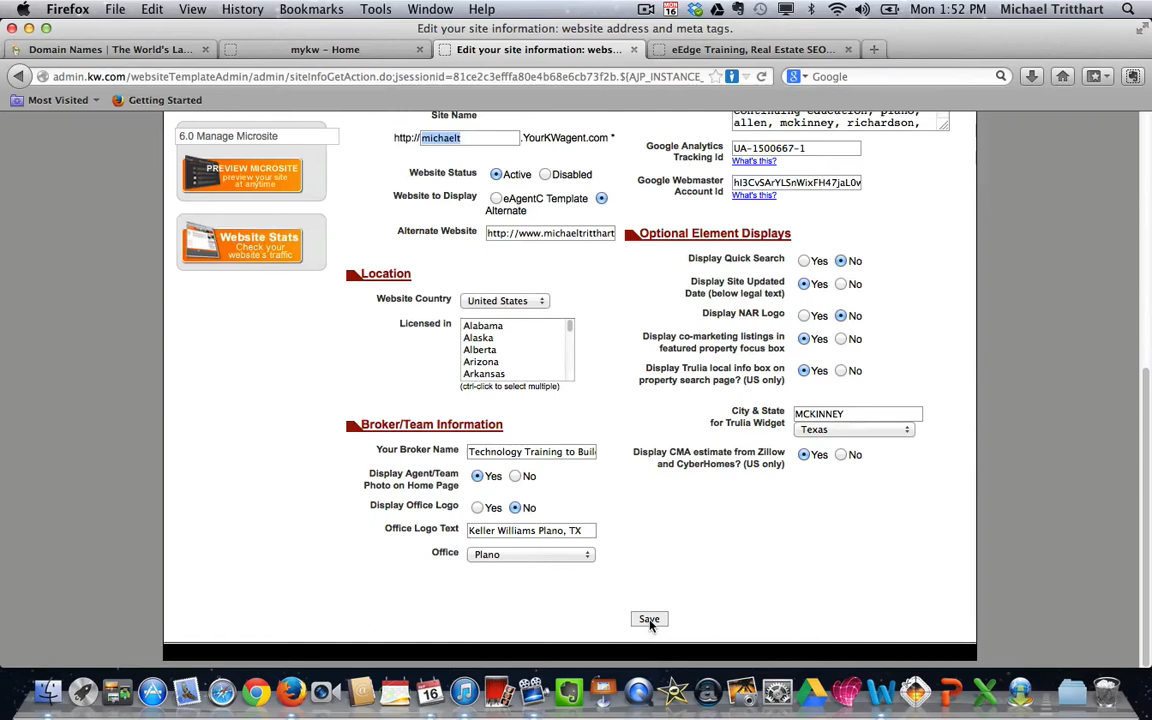 Firefox File Edit View History Bookmarks Tools Window Help Mon 1:52 PM Michael Tritthart
Edit your site information: website address and meta tags.
Domain Names | The World's La... mykw – Home Edit your site information: webs... eEdge Training, Real Estate SEO...
admin.kw.com/websiteTemplateAdmin/admin/siteInfoGetAction.do;jsessionid=81ce2c3efffa80e4b68e6cb73f2b.${AJP_INSTANCE_ Google
Most Visited Getting Started
Site Name
continuing education, plano,
allen, mckinney, richardson,
6.0 Manage Microsite
http:// michaelt .YourKWagent.com *
Google Analytics
Tracking Id UA-1500667-1
What's this?
PREVIEW MICROSITE
preview your site
at anytime
Website Status Active Disabled
Google Webmaster
Account Id
What's this?
Website to Display eAgentC Template
Alternate
Website Stats
Check your
website's traffic
Alternate Website http://www.michaeltritthart
Optional Element Displays
Display Quick Search Yes No
Location
Display Site Updated
Date (below legal text) Yes No
Website Country United States
Display NAR Logo Yes No
Licensed in
Alabama
Alaska
Alberta
Arizona
Arkansas
(ctrl-click to select multiple)
Display co-marketing listings in
featured property focus box Yes No
Display Trulia local info box on
property search page? (US only) Yes No
City & State
for Trulia Widget
MCKINNEY
Texas
Broker/Team Information
Your Broker Name Technology Training to Buil
Display CMA estimate from Zillow
and CyberHomes? (US only) Yes No
Display Agent/Team
Photo on Home Page Yes No
Display Office Logo Yes No
Office Logo Text Keller Williams Plano, TX
Office Plano
Save